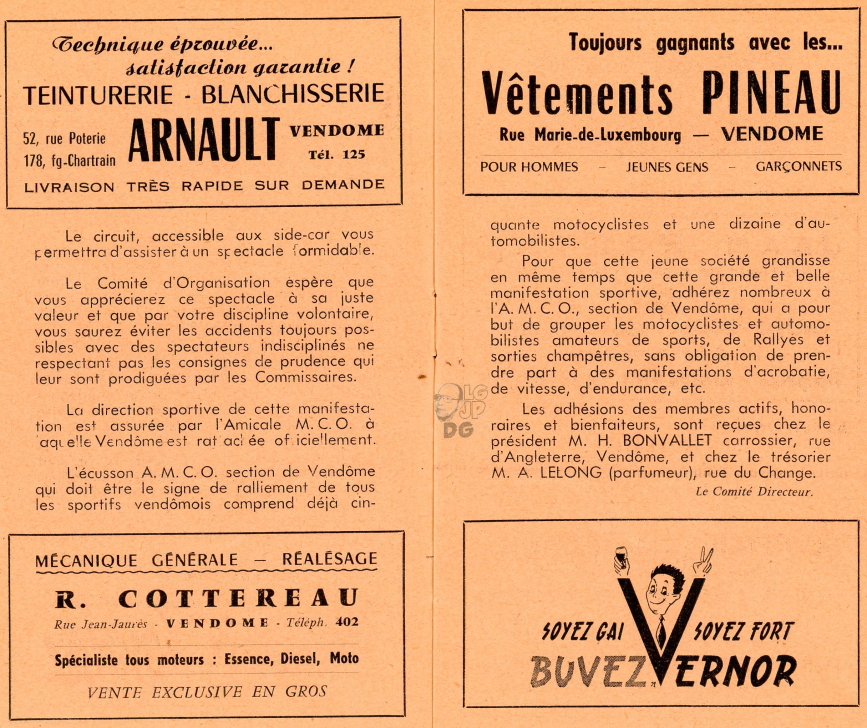 Technique éprouvée...
satisfaction garantie !
TEINTURERIE - BLANCHISSERIE
52, rue Poterie
178, fg-Chartrain
ARNAULT
VENDOME
Tél. 125
LIVRAISON TRÈS RAPIDE SUR DEMANDE
Le circuit, accessible aux side-car vous
permettra d'assister à un spectacle formidable.
Le Comité d'Organisation espère que
vous apprécierez ce spectacle à sa juste
valeur et que par votre discipline volontaire,
vous saurez éviter les accidents toujours pos-
sibles avec des spectateurs indisciplinés ne
respectant pas les consignes de prudence qui
leur sont prodiguées par les Commissaires.
La direction sportive de cette manifesta-
tion est assurée par l'Amicale M. C. O. à
laquelle Vendôme est rattachée officiellement.
L'écusson A. M. C. O. section de Vendôme
qui doit être le signe de ralliement de tous
les sportifs vendômois comprend déjà cin-
MÉCANIQUE GÉNÉRALE — RÉALÉSAGE
R. COTTEREAU
Rue Jean-Jaurès - VENDOME - Téléph. 402
Spécialiste tous moteurs : Essence, Diesel, Moto
VENTE EXCLUSIVE EN GROS
Toujours gagnants avec les...
Vêtements PINEAU
Rue Marie-de-Luxembourg — VENDOME
POUR HOMMES – JEUNES GENS – GARÇONNETS
quante motocyclistes et une dizaine d'au-
tomobilistes.
Pour que cette jeune société grandisse
en même temps que cette grande et belle
manifestation sportive, adhérez nombreux à
l'A. M. C. O., section de Vendôme, qui a pour
but de grouper les motocyclistes et automo-
bilistes amateurs de sports, de Rallyes et
sorties champêtres, sans obligation de pren-
dre part à des manifestations d'acrobatie,
de vitesse, d'endurance, etc.
Les adhésions des membres actifs, hono-
raires et bienfaiteurs, sont reçues chez le
président M. H. BONVALLET carrossier, rue
d'Angleterre, Vendôme, et chez le trésorier
M. A. LELONG (parfumeur), rue du Change.
Le Comité Directeur.
SOYEZ GAI SOYEZ FORT
BUVEZ VERNOR
LG
JP
DG